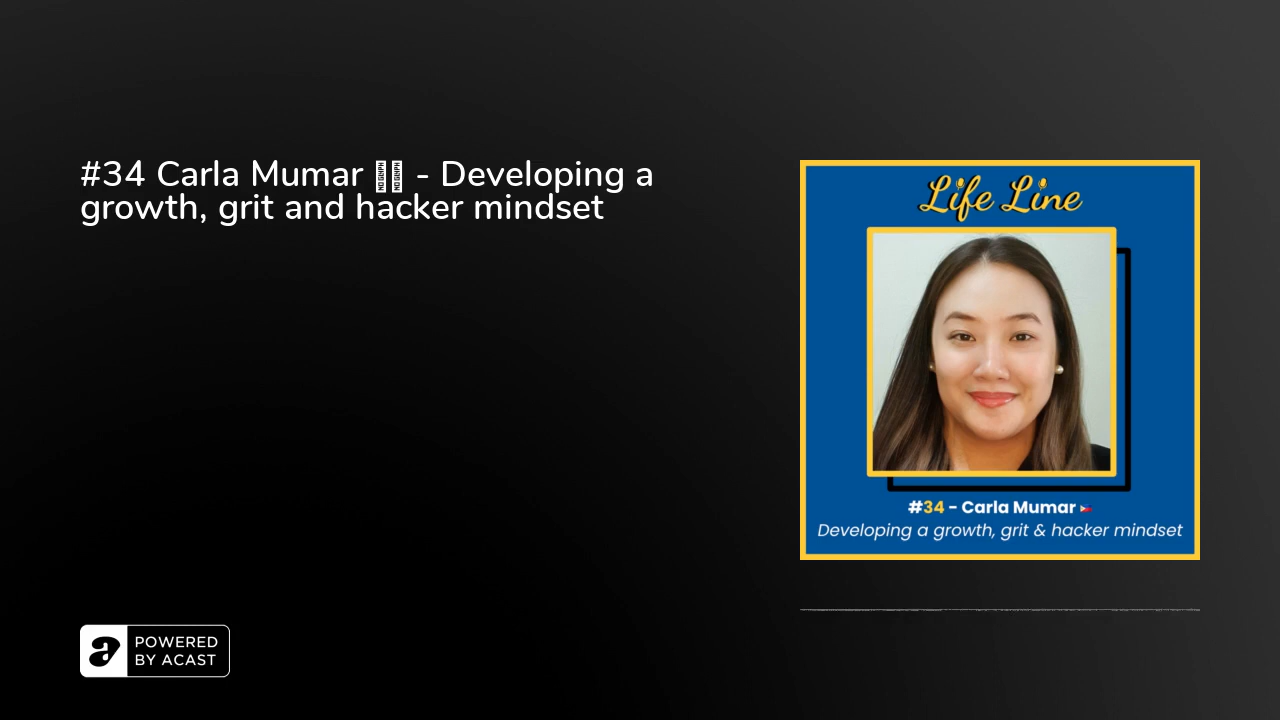 #34 Carla Mumar 🇵🇭 - Developing a
growth, grit and hacker mindset
Life Line
#34 - Carla Mumar 🇵🇭
Developing a growth, grit & hacker mindset
POWERED
BY ACAST